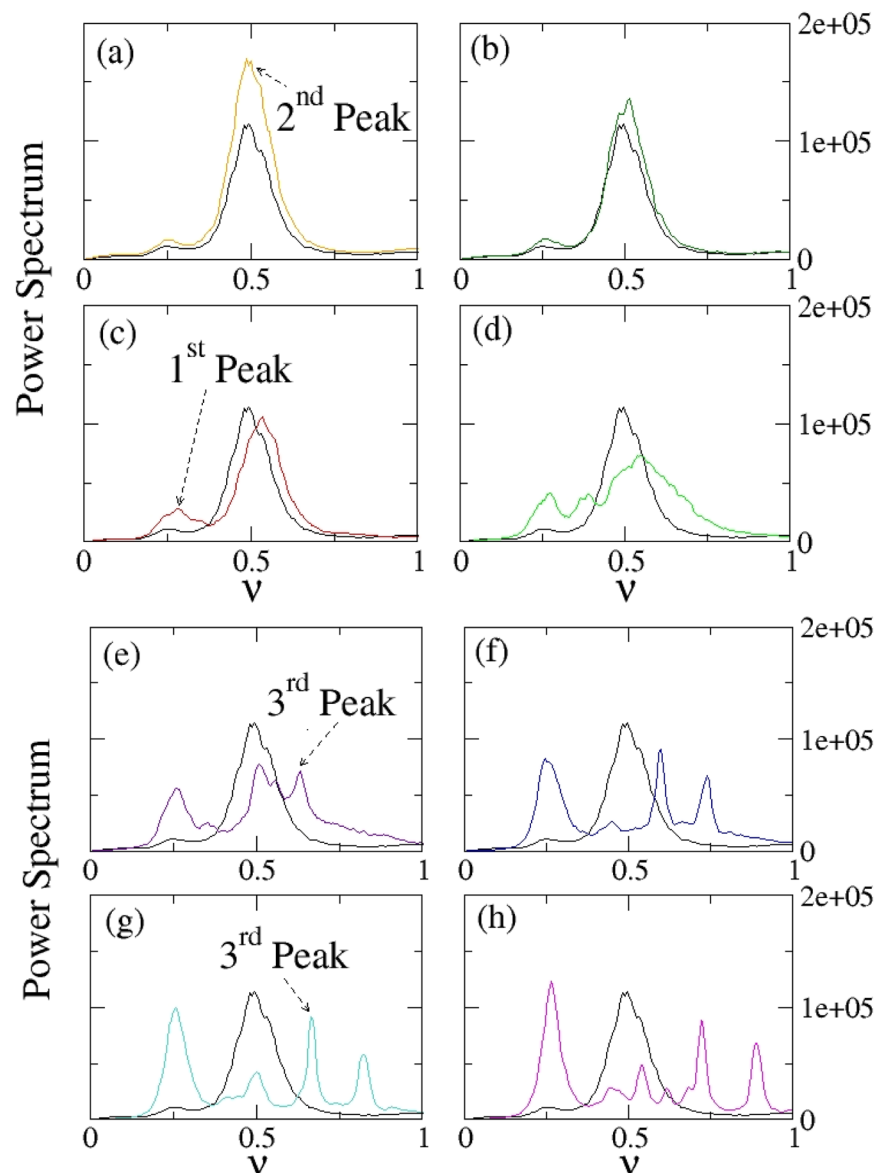 (a)
2nd Peak
(b)
2e+05
1e+05
0
0 0.5 1
0 0.5 1
Power Spectrum
(c)
1st Peak
(d)
2e+05
1e+05
0
0 0.5 1
0 0.5 1
ν
ν
(e)
3rd Peak
(f)
2e+05
1e+05
0
0 0.5 1
0 0.5 1
Power Spectrum
(g)
3rd Peak
(h)
2e+05
1e+05
0
0 0.5 1
0 0.5 1
ν
ν